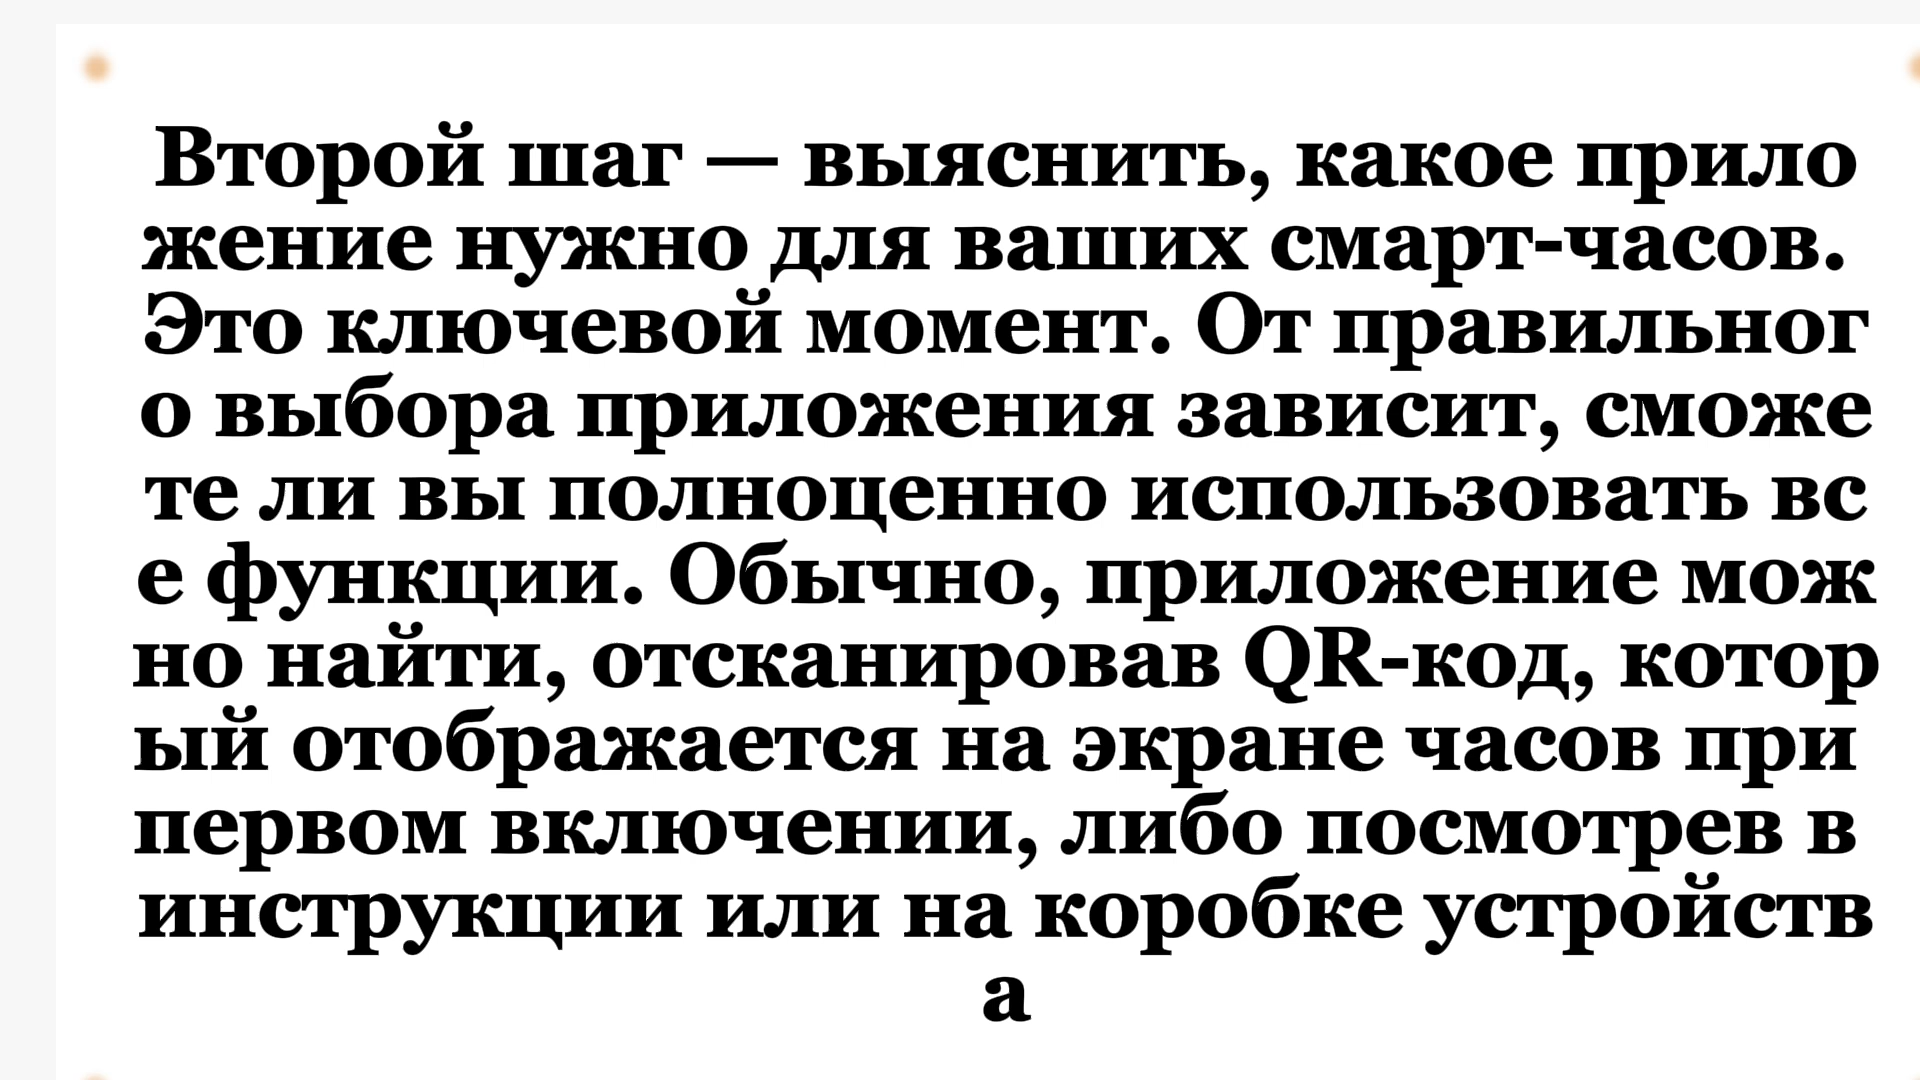 Второй шаг — выяснить, какое прило
жение нужно для ваших смарт-часов.
Это ключевой момент. От правильног
о выбора приложения зависит, сможе
те ли вы полноценно использовать вс
е функции. Обычно, приложение мож
но найти, отсканировав QR-код, котор
ый отображается на экране часов при
первом включении, либо посмотрев в
инструкции или на коробке устройств
а